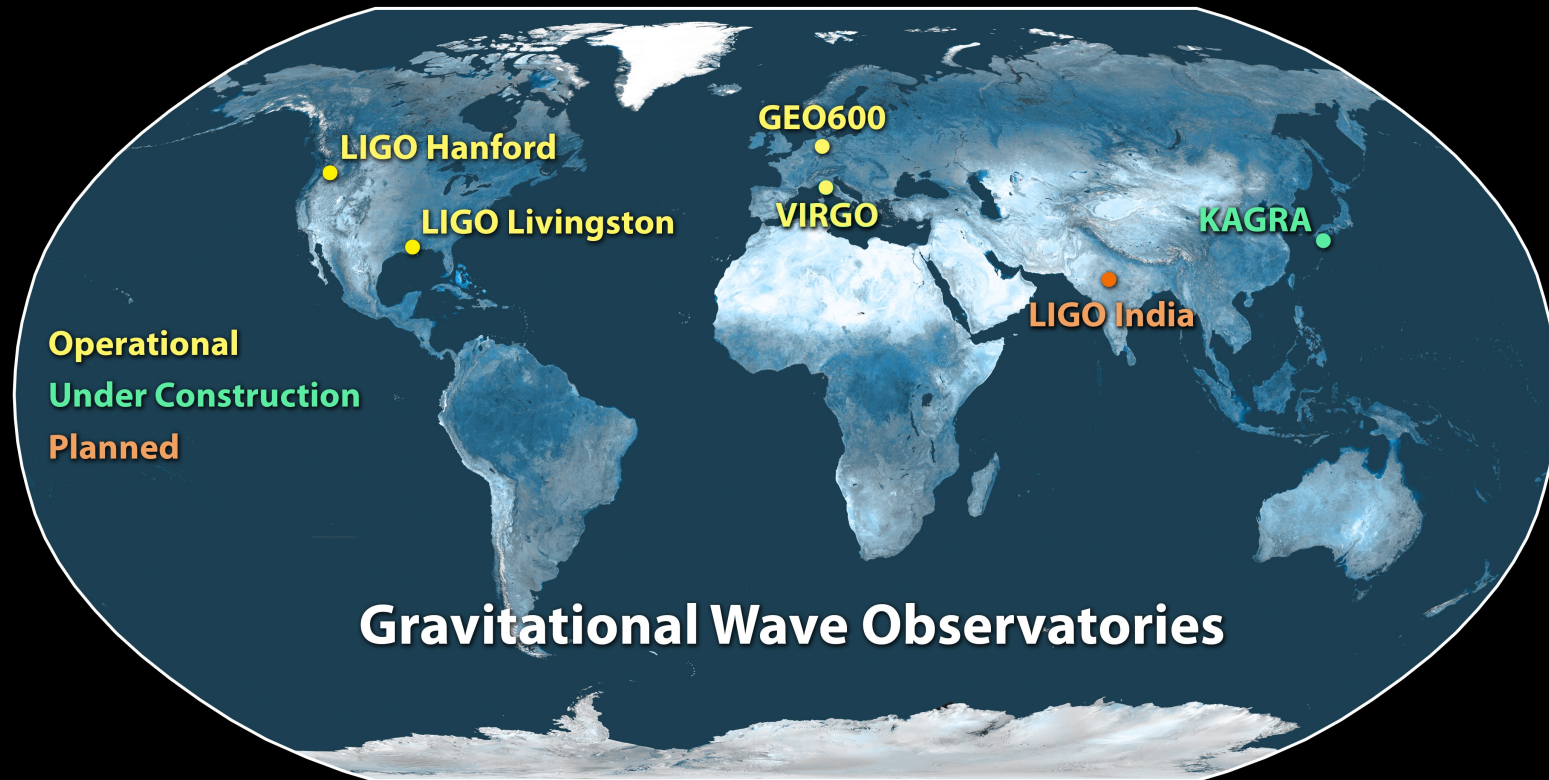 GEO600
LIGO Hanford
VIRGO
LIGO Livingston
KAGRA
LIGO India
Operational
Under Construction
Planned
Gravitational Wave Observatories